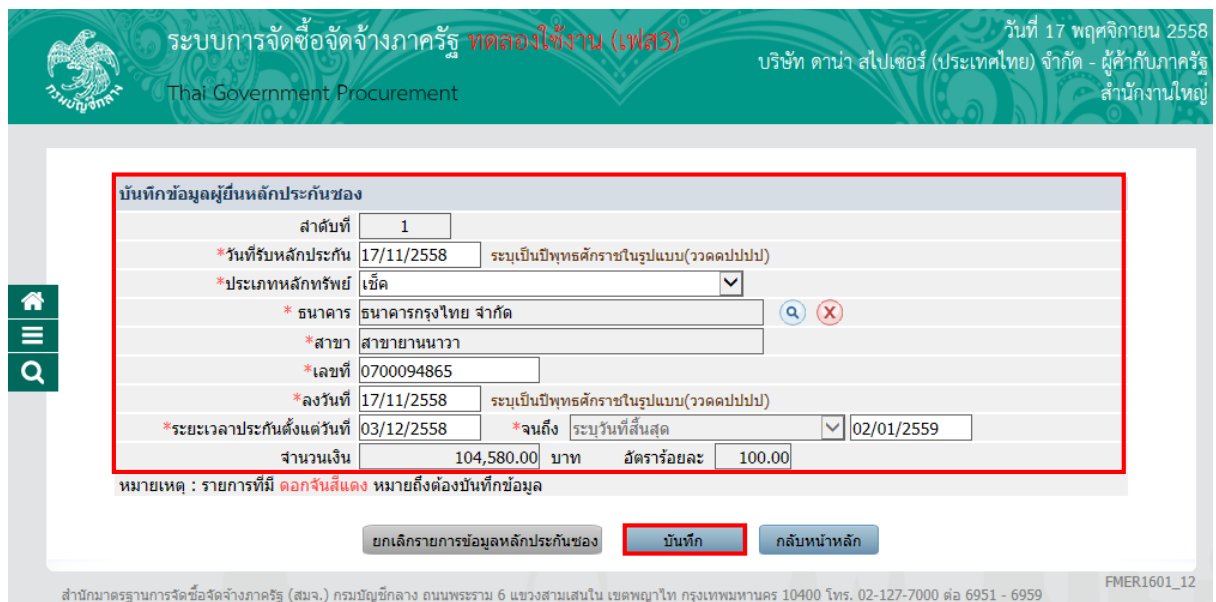 ระบบการจัดซื้อจัดจ้างภาครัฐ ทดลองใช้งาน (เฟส3)
Thai Government Procurement
วันที่ 17 พฤศจิกายน 2558
บริษัท ดาน่า สไปเซอร์ (ประเทศไทย) จำกัด - ผู้ค้ากับภาครัฐ
สำนักงานใหญ่
กรมบัญชีกลาง
บันทึกข้อมูลผู้ยื่นหลักประกันซอง
ลำดับที่ 1
*วันที่รับหลักประกัน 17/11/2558 ระบุเป็นปีพุทธศักราชในรูปแบบ(ววดดปปปป)
*ประเภทหลักทรัพย์ เช็ค
* ธนาคาร ธนาคารกรุงไทย จำกัด
*สาขา สาขายานนาวา
*เลขที่ 0700094865
*ลงวันที่ 17/11/2558 ระบุเป็นปีพุทธศักราชในรูปแบบ(ววดดปปปป)
*ระยะเวลาประกันตั้งแต่วันที่ 03/12/2558 *จนถึง ระบุวันที่สิ้นสุด 02/01/2559
จำนวนเงิน 104,580.00 บาท อัตราร้อยละ 100.00
หมายเหตุ : รายการที่มี ดอกจันสีแดง หมายถึงต้องบันทึกข้อมูล
ยกเลิกรายการข้อมูลหลักประกันซอง บันทึก กลับหน้าหลัก
FMER1601_12
สำนักมาตรฐานการจัดซื้อจัดจ้างภาครัฐ (สมจ.) กรมบัญชีกลาง ถนนพระราม 6 แขวงสามเสนใน เขตพญาไท กรุงเทพมหานคร 10400 โทร. 02-127-7000 ต่อ 6951 - 6959